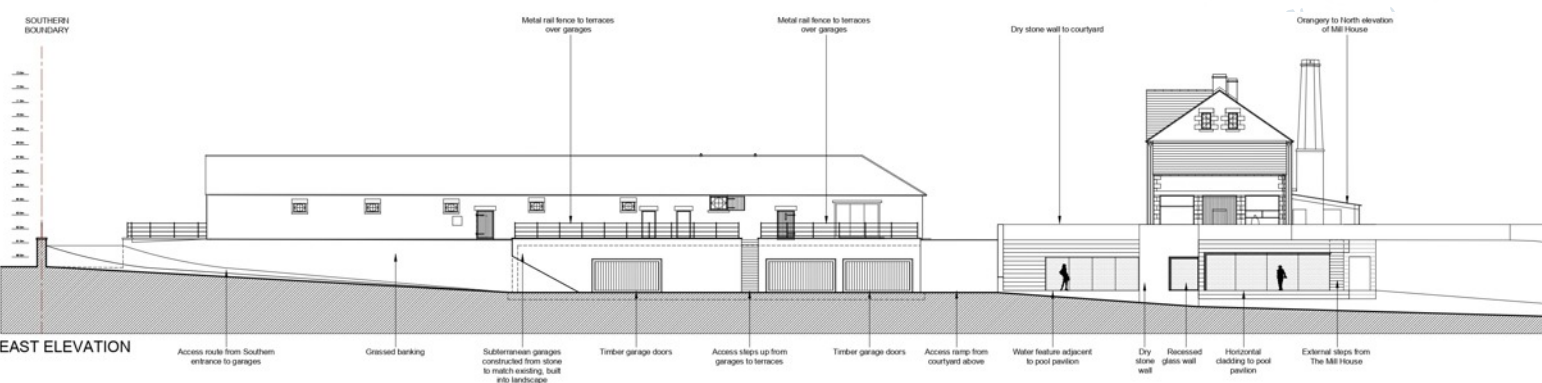 SOUTHERN
BOUNDARY
Metal rail fence to terraces
over garages
Metal rail fence to terraces
over garages
Dry stone wall to courtyard
Orangery to North elevation
of Mill House
EAST ELEVATION
Access route from Southern
entrance to garages
Grassed banking
Subterranean garages
constructed from stone
to match existing, built
into landscape
Timber garage doors
Access steps up from
garages to terraces
Timber garage doors
Access ramp from
courtyard above
Water feature adjacent
to pool pavilion
Dry
stone
wall
Recessed
glass wall
Horizontal
cladding to pool
pavilion
External steps from
The Mill House